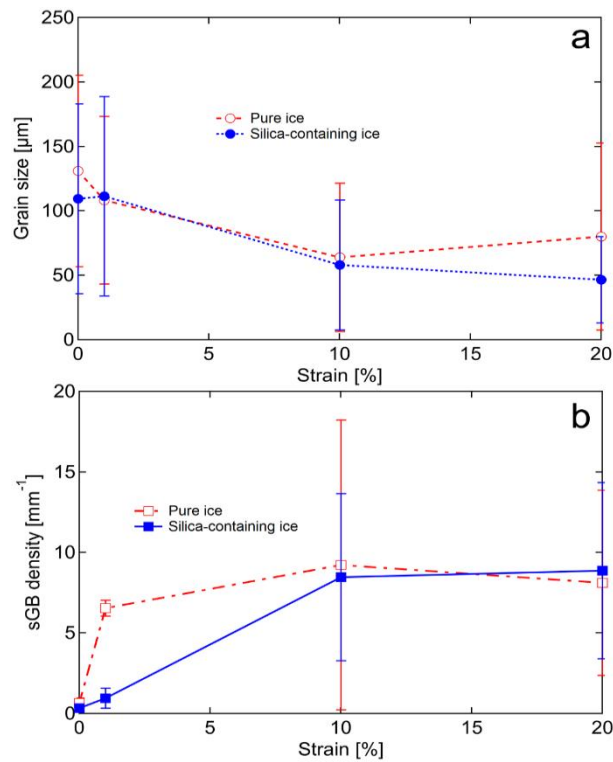 a
250
200
150
100
50
0
Grain size [μm]
Pure ice
Silica-containing ice
0 5 10 15 20
Strain [%]
b
20
15
10
5
0
sGB density [mm⁻¹]
Pure ice
Silica-containing ice
0 5 10 15 20
Strain [%]